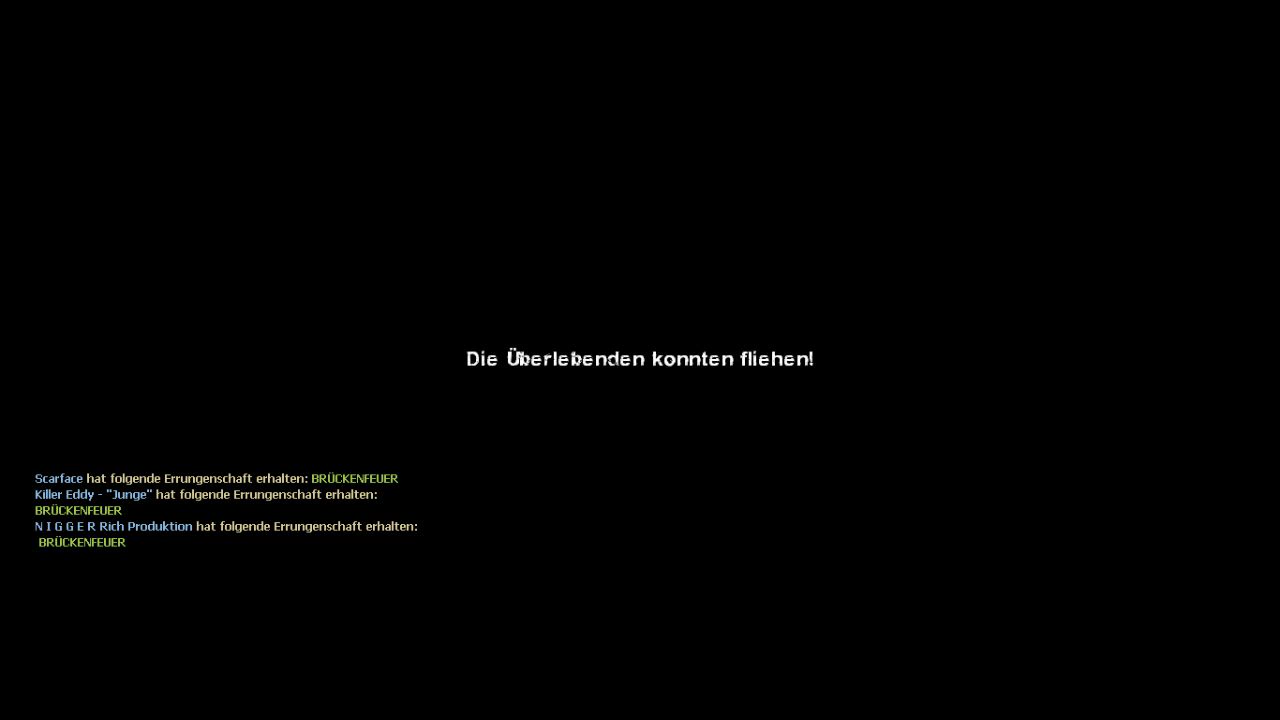 Die Überlebenden konnten fliehen!
Scarface hat folgende Errungenschaft erhalten: BRÜCKENFEUER
Killer Eddy - "Junge" hat folgende Errungenschaft erhalten:
BRÜCKENFEUER
N I G G E R Rich Produktion hat folgende Errungenschaft erhalten:
BRÜCKENFEUER